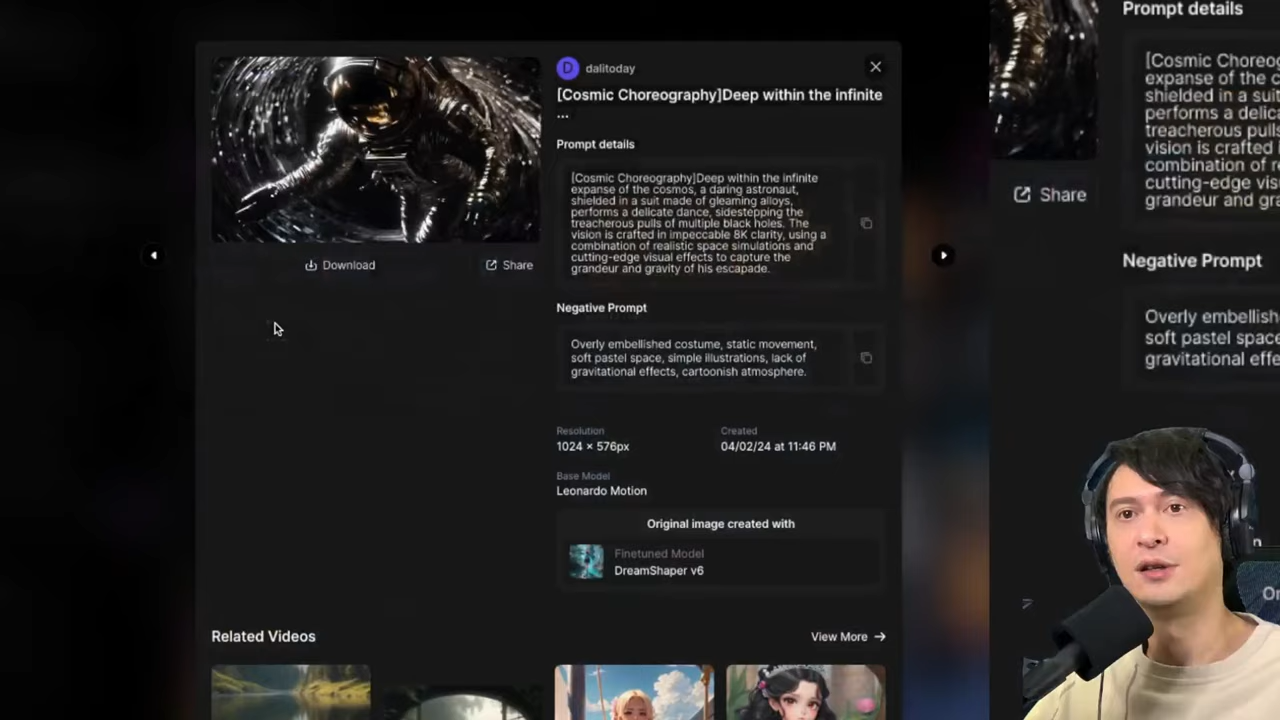 D dalitoday
[Cosmic Choreography]Deep within the infinite
...
Prompt details
[Cosmic Choreography]Deep within the infinite
expanse of the cosmos, a daring astronaut,
shielded in a suit made of gleaming alloys,
performs a delicate dance, sidestepping the
treacherous pulls of multiple black holes. The
vision is crafted in impeccable 8K clarity, using a
combination of realistic space simulations and
cutting-edge visual effects to capture the
grandeur and gravity of his escapade.
Download
Share
Negative Prompt
Overly embellished costume, static movement,
soft pastel space, simple illustrations, lack of
gravitational effects, cartoonish atmosphere.
Resolution
1024 × 576px
Created
04/02/24 at 11:46 PM
Base Model
Leonardo Motion
Original image created with
Finetuned Model
DreamShaper v6
Related Videos
View More
Prompt details
[Cosmic Choreog
expanse of the c
shielded in a suit
performs a delica
treacherous pulls
vision is crafted i
combination of re
cutting-edge vis
grandeur and gra
Share
Negative Prompt
Overly embellish
soft pastel space
gravitational effe